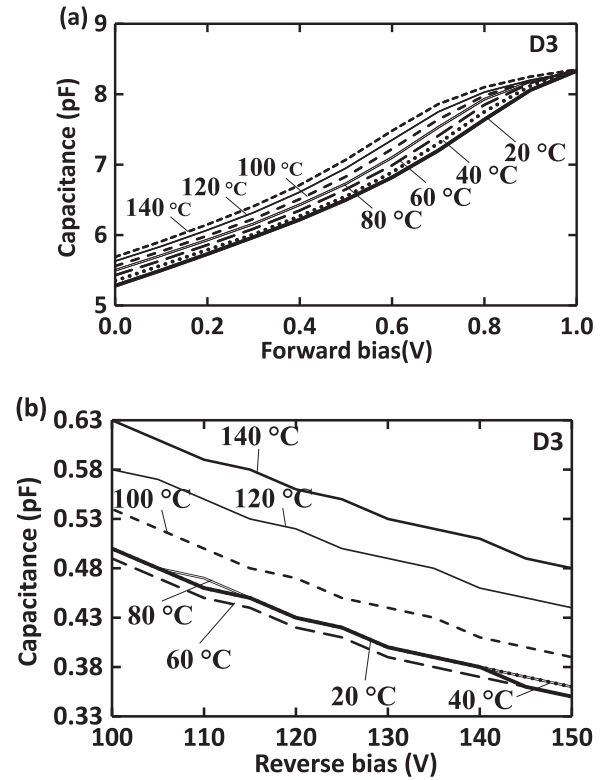 (a)
9
8
7
6
5
Capacitance (pF)
D3
100 °C
120 °C
140 °C
20 °C
40 °C
60 °C
80 °C
0.0 0.2 0.4 0.6 0.8 1.0
Forward bias(V)
(b)
0.63
0.58
0.53
0.48
0.43
0.38
0.33
Capacitance (pF)
D3
140 °C
100 °C
120 °C
80 °C
60 °C
20 °C
40 °C
100 110 120 130 140 150
Reverse bias (V)